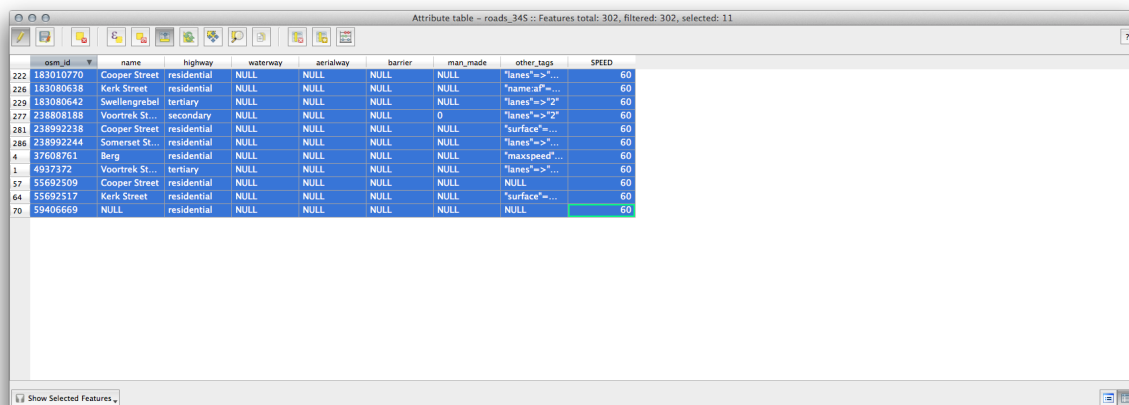 Attribute table - roads_34S :: Features total: 302, filtered: 302, selected: 11
?
osm_id name highway waterway aerialway barrier man_made other_tags SPEED
222 183010770 Cooper Street residential NULL NULL NULL NULL "lanes"=>"... 60
226 183080638 Kerk Street residential NULL NULL NULL NULL "name:af"=... 60
229 183080642 Swellengrebel tertiary NULL NULL NULL NULL "lanes"=>"2" 60
277 238808188 Voortrek St... secondary NULL NULL NULL 0 "lanes"=>"2" 60
281 238992238 Cooper Street residential NULL NULL NULL NULL "surface"=... 60
286 238992244 Somerset St... residential NULL NULL NULL NULL "lanes"=>"... 60
4 37608761 Berg residential NULL NULL NULL NULL "maxspeed"... 60
1 4937372 Voortrek St... tertiary NULL NULL NULL NULL "lanes"=>"... 60
57 55692509 Cooper Street residential NULL NULL NULL NULL NULL 60
64 55692517 Kerk Street residential NULL NULL NULL NULL "surface"=... 60
70 59406669 NULL residential NULL NULL NULL NULL NULL 60
Show Selected Features